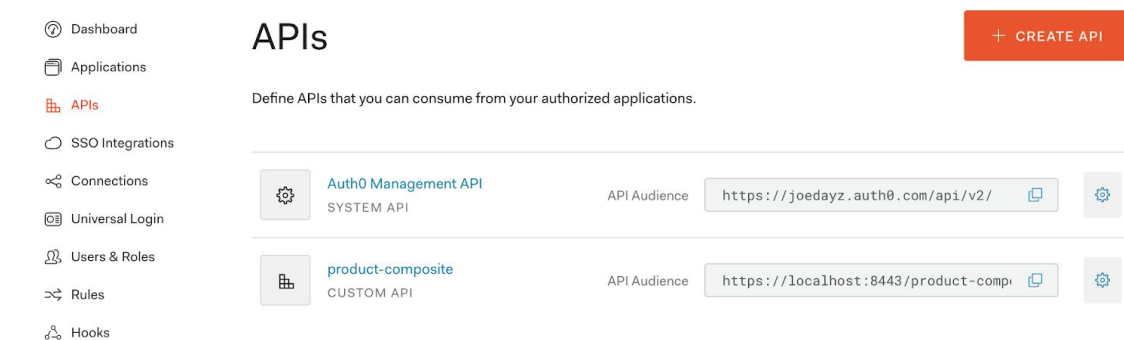 Dashboard
Applications
APIs
SSO Integrations
Connections
Universal Login
Users & Roles
Rules
Hooks
APIs
+ CREATE API
Define APIs that you can consume from your authorized applications.
Auth0 Management API
SYSTEM API
API Audience
https://joedayz.auth0.com/api/v2/
product-composite
CUSTOM API
API Audience
https://localhost:8443/product-comp